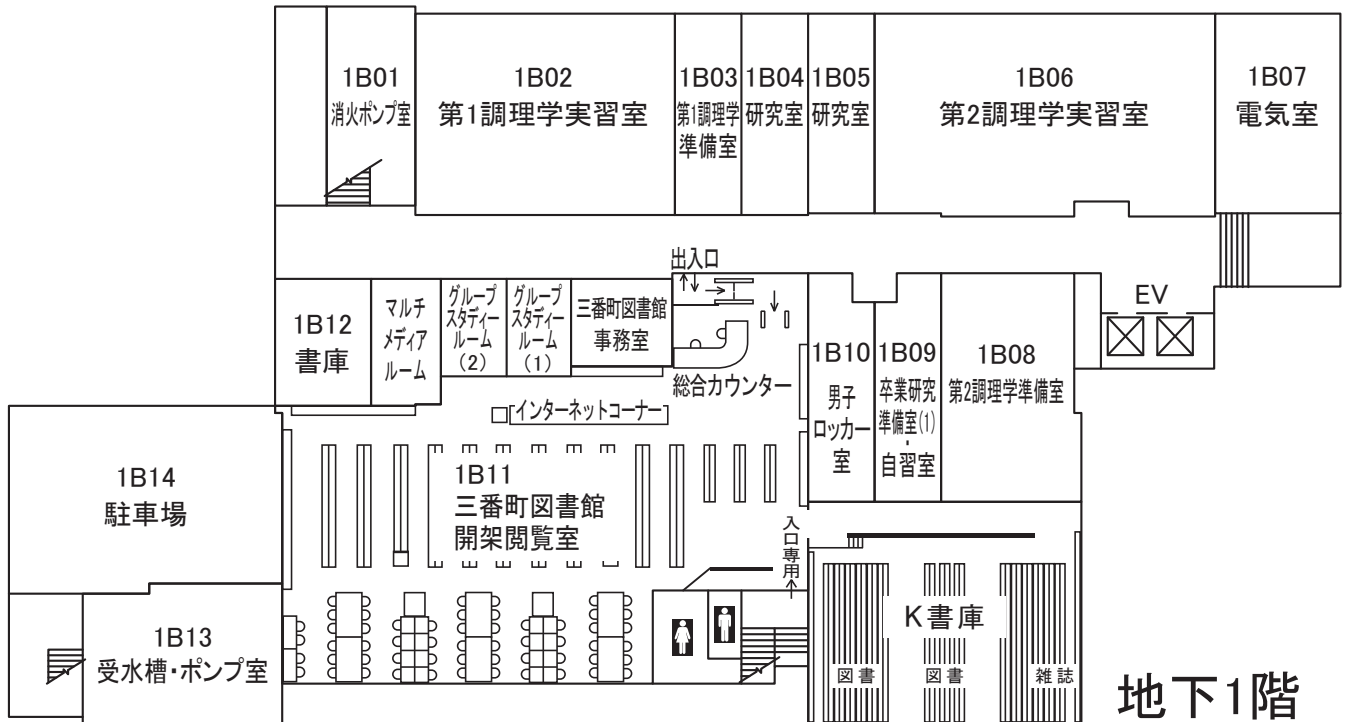 1B01
消火ポンプ室
1B02
第1調理学実習室
1B03
第1調理学
準備室
1B04
研究室
1B05
研究室
1B06
第2調理学実習室
1B07
電気室
出入口
EV
1B12
書庫
マルチ
メディア
ルーム
グループ
スタディー
ルーム
(2)
グループ
スタディー
ルーム
(1)
三番町図書館
事務室
総合カウンター
1B10
男子
ロッカー
室
1B09
卒業研究
準備室(1)
・
自習室
1B08
第2調理学準備室
インターネットコーナー
1B14
駐車場
1B11
三番町図書館
開架閲覧室
入口専用
1B13
受水槽・ポンプ室
K書庫
図書
図書
雑誌
地下1階